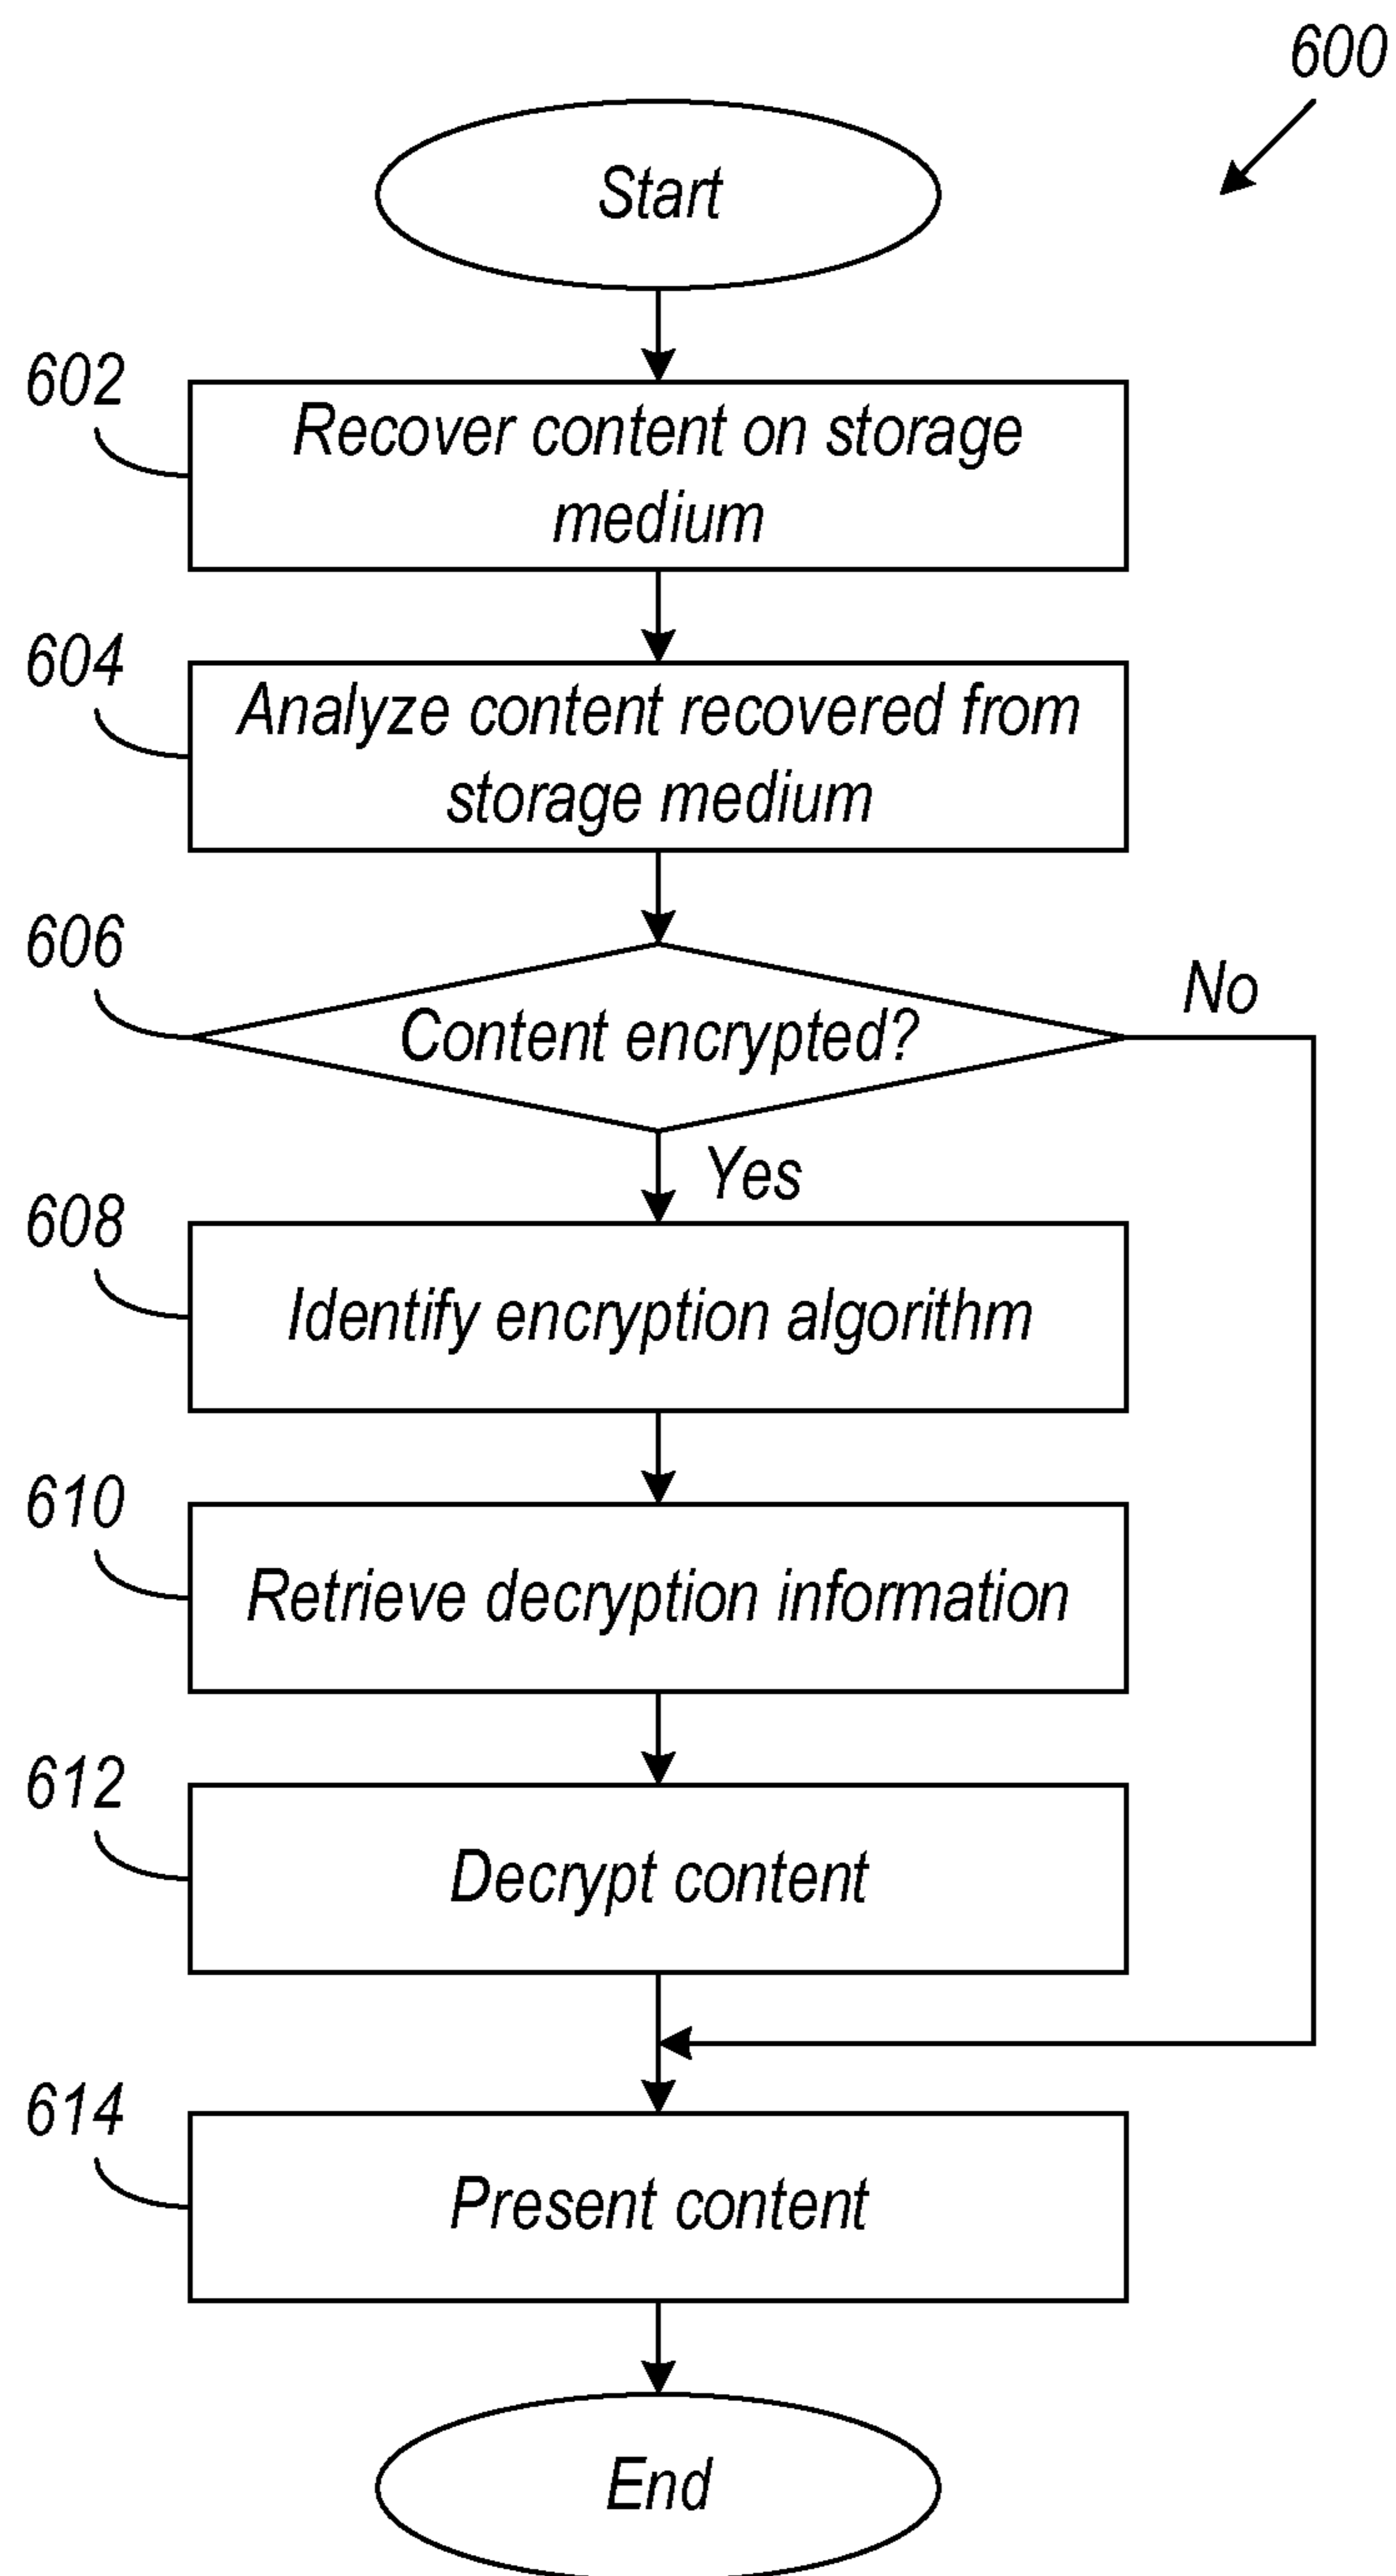 600
Start
602
Recover content on storage
medium
604
Analyze content recovered from
storage medium
606
Content encrypted?
No
Yes
608
Identify encryption algorithm
610
Retrieve decryption information
612
Decrypt content
614
Present content
End